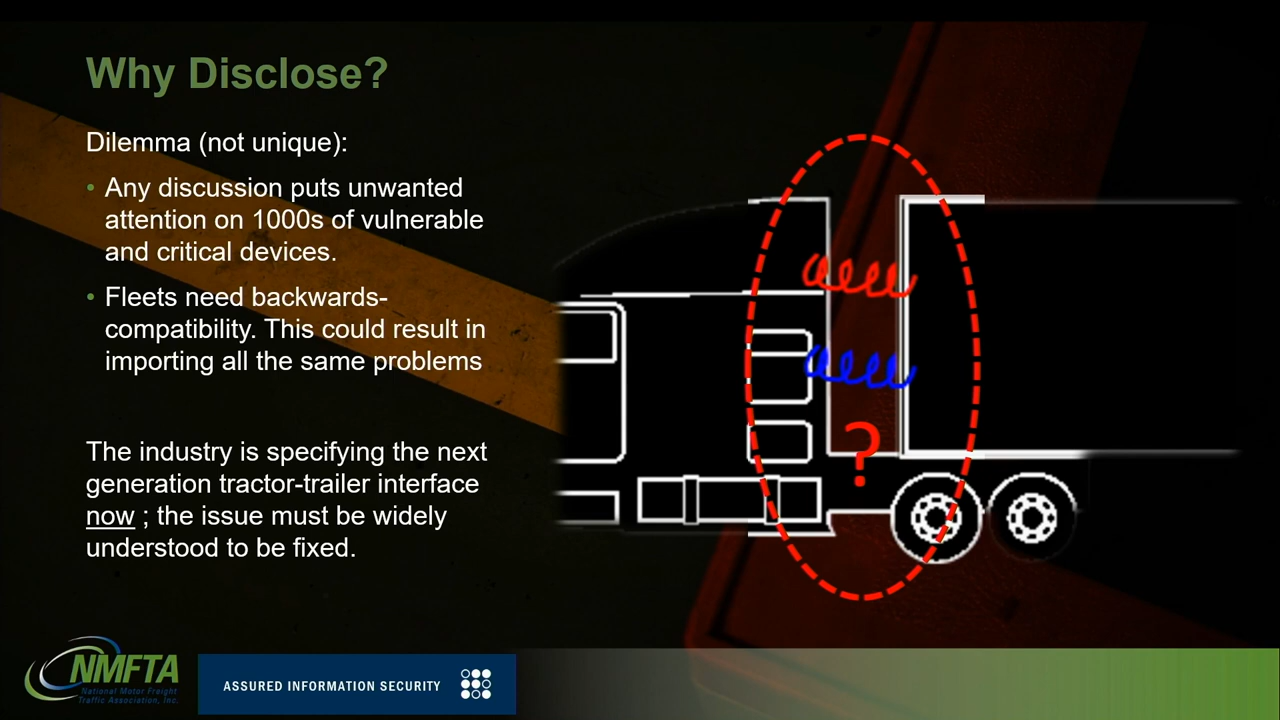 Why Disclose?
Dilemma (not unique):
• Any discussion puts unwanted
attention on 1000s of vulnerable
and critical devices.
• Fleets need backwards-
compatibility. This could result in
importing all the same problems
The industry is specifying the next
generation tractor-trailer interface
now ; the issue must be widely
understood to be fixed.
?
NMFTA
National Motor Freight
Traffic Association, Inc.
ASSURED INFORMATION SECURITY